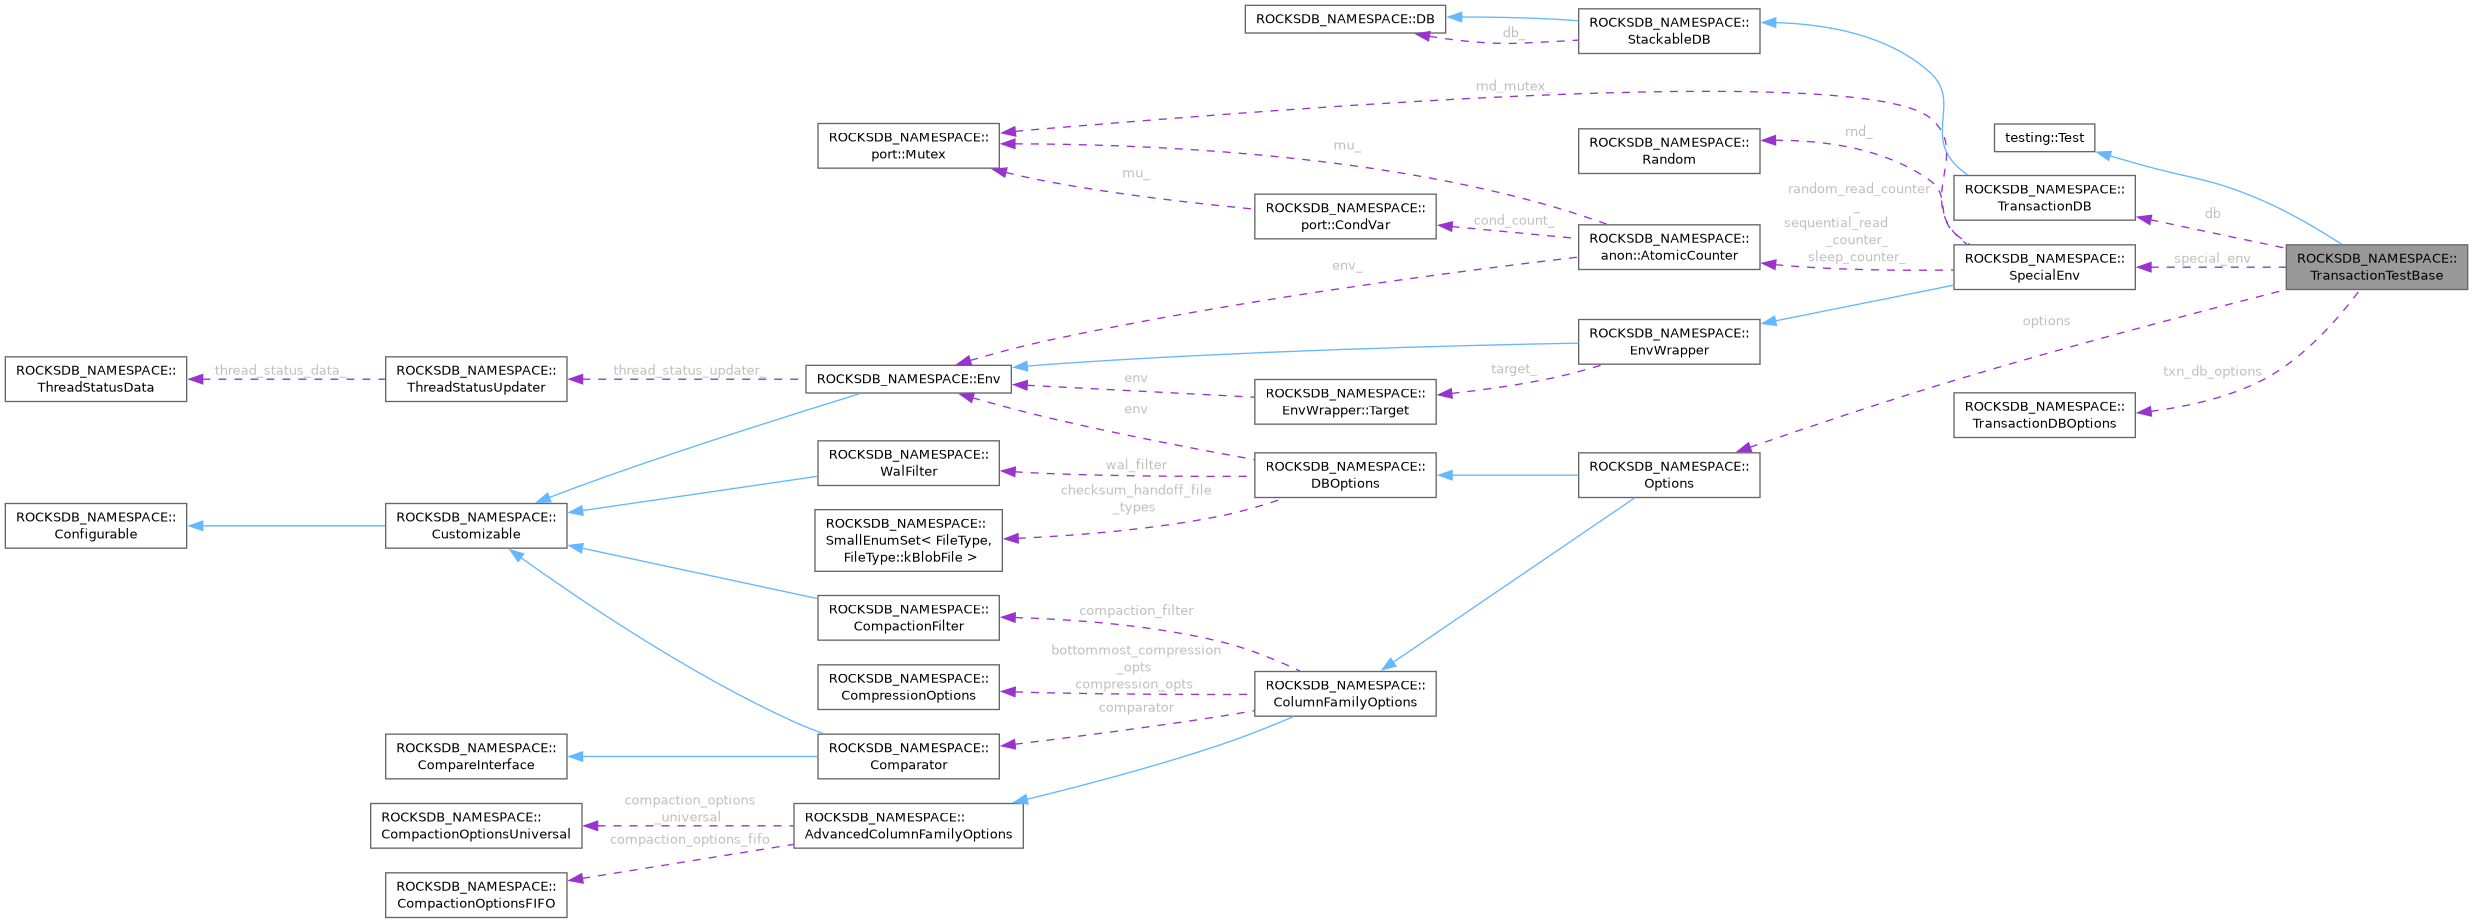 ROCKSDB_NAMESPACE::DB
ROCKSDB_NAMESPACE::
StackableDB
db_
rnd_mutex_
ROCKSDB_NAMESPACE::
port::Mutex
ROCKSDB_NAMESPACE::
Random
rnd_
testing::Test
mu_
mu_
ROCKSDB_NAMESPACE::
port::CondVar
cond_count_
ROCKSDB_NAMESPACE::
anon::AtomicCounter
random_read_counter
_
sequential_read
_counter_
sleep_counter_
ROCKSDB_NAMESPACE::
TransactionDB
db
ROCKSDB_NAMESPACE::
SpecialEnv
special_env
ROCKSDB_NAMESPACE::
TransactionTestBase
env_
options
ROCKSDB_NAMESPACE::
EnvWrapper
target_
ROCKSDB_NAMESPACE::
ThreadStatusData
thread_status_data_
ROCKSDB_NAMESPACE::
ThreadStatusUpdater
thread_status_updater_
ROCKSDB_NAMESPACE::Env
env
ROCKSDB_NAMESPACE::
EnvWrapper::Target
env
txn_db_options
ROCKSDB_NAMESPACE::
TransactionDBOptions
ROCKSDB_NAMESPACE::
WalFilter
wal_filter
checksum_handoff_file
_types
ROCKSDB_NAMESPACE::
DBOptions
ROCKSDB_NAMESPACE::
Options
ROCKSDB_NAMESPACE::
Configurable
ROCKSDB_NAMESPACE::
Customizable
ROCKSDB_NAMESPACE::
SmallEnumSet< FileType,
FileType::kBlobFile >
ROCKSDB_NAMESPACE::
CompactionFilter
compaction_filter
bottommost_compression
_opts
compression_opts
comparator
ROCKSDB_NAMESPACE::
CompressionOptions
ROCKSDB_NAMESPACE::
ColumnFamilyOptions
ROCKSDB_NAMESPACE::
CompareInterface
ROCKSDB_NAMESPACE::
Comparator
ROCKSDB_NAMESPACE::
CompactionOptionsUniversal
compaction_options
_universal
compaction_options_fifo
ROCKSDB_NAMESPACE::
AdvancedColumnFamilyOptions
ROCKSDB_NAMESPACE::
CompactionOptionsFIFO